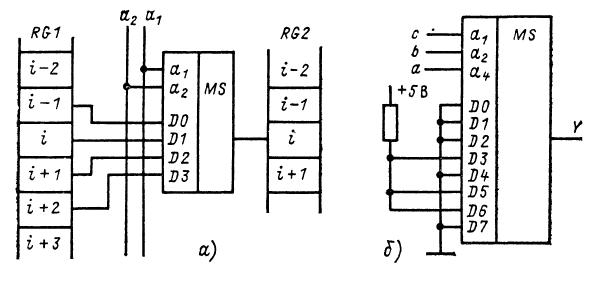 a₂ a₁
RG1
i-2
i-1
i
i+1
i+2
i+3
a₁
a₂
MS
D0
D1
D2
D3
RG2
i-2
i-1
i
i+1
а)
c
b
a
+5В
a₁
a₂
a₄
MS
D0
D1
D2
D3
D4
D5
D6
D7
Y
б)